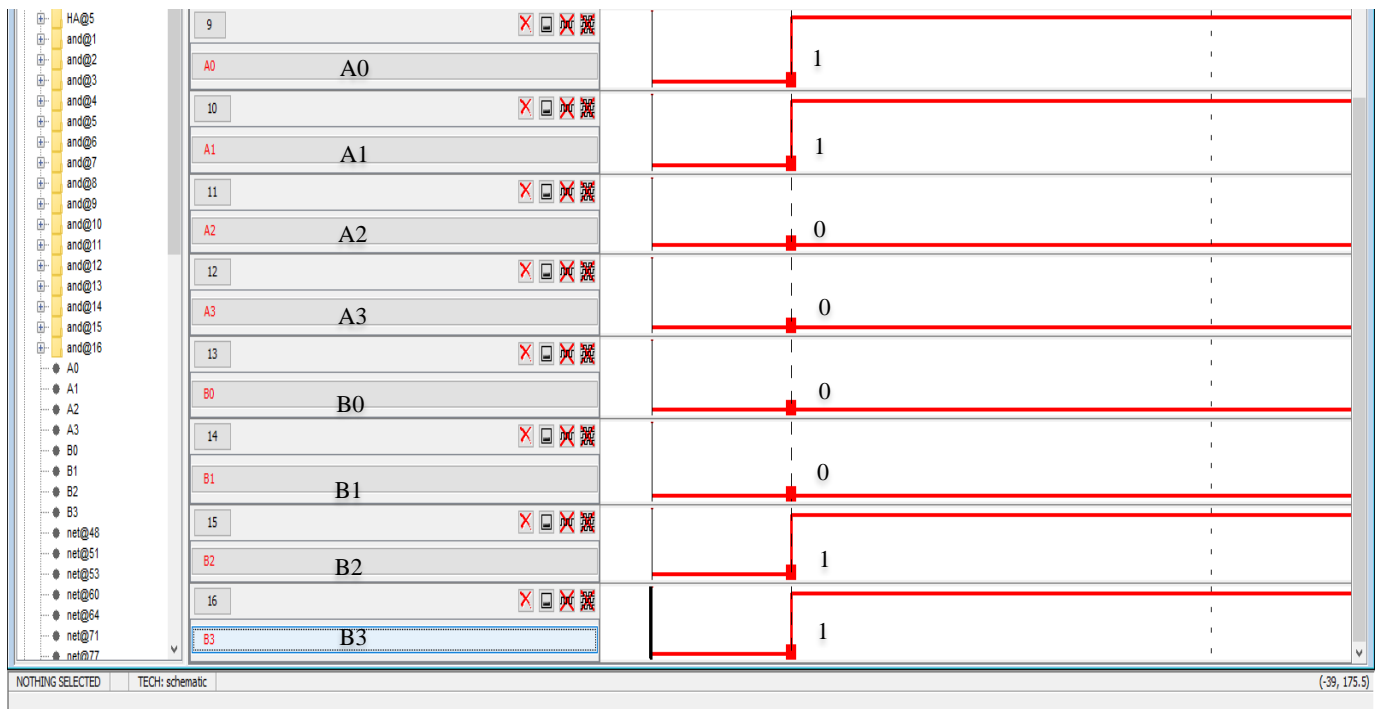 HA@5
and@1
and@2
and@3
and@4
and@5
and@6
and@7
and@8
and@9
and@10
and@11
and@12
and@13
and@14
and@15
and@16
A0
A1
A2
A3
B0
B1
B2
B3
net@48
net@51
net@53
net@60
net@64
net@71
net@77
9
A0 A0 1
10
A1 A1 1
11
A2 A2 0
12
A3 A3 0
13
B0 B0 0
14
B1 B1 0
15
B2 B2 1
16
B3 B3 1
NOTHING SELECTED TECH: schematic (-39, 175.5)